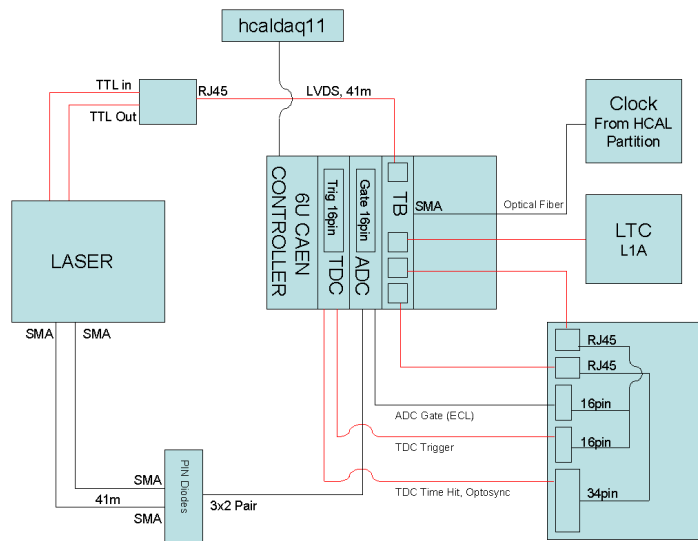 hcaldaq11
TTL in
TTL Out
RJ45
LVDS, 41m
Clock
From HCAL
Partition
6U CAEN
CONTROLLER
Trig 16pin
TDC
Gate 16pin
ADC
TB
SMA
Optical Fiber
LTC
L1A
LASER
SMA
SMA
RJ45
RJ45
16pin
16pin
34pin
ADC Gate (ECL)
TDC Trigger
TDC Time Hit, Optosync
SMA
41m
SMA
PIN Diodes
3x2 Pair